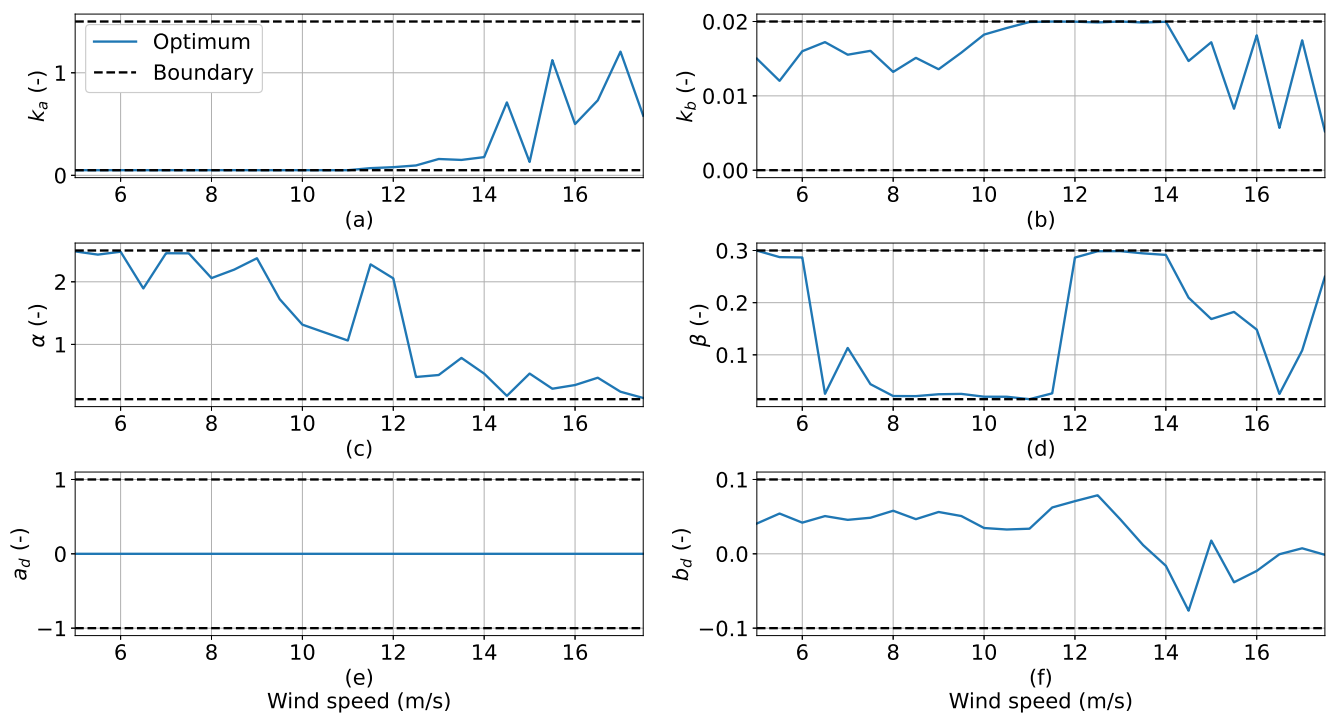 Optimum
Boundary
k_a (-)
1
0
6 8 10 12 14 16
(a)
k_b (-)
0.02
0.01
0.00
6 8 10 12 14 16
(b)
α (-)
2
1
6 8 10 12 14 16
(c)
β (-)
0.3
0.2
0.1
6 8 10 12 14 16
(d)
a_d (-)
1
0
−1
6 8 10 12 14 16
(e)
Wind speed (m/s)
b_d (-)
0.1
0.0
−0.1
6 8 10 12 14 16
(f)
Wind speed (m/s)